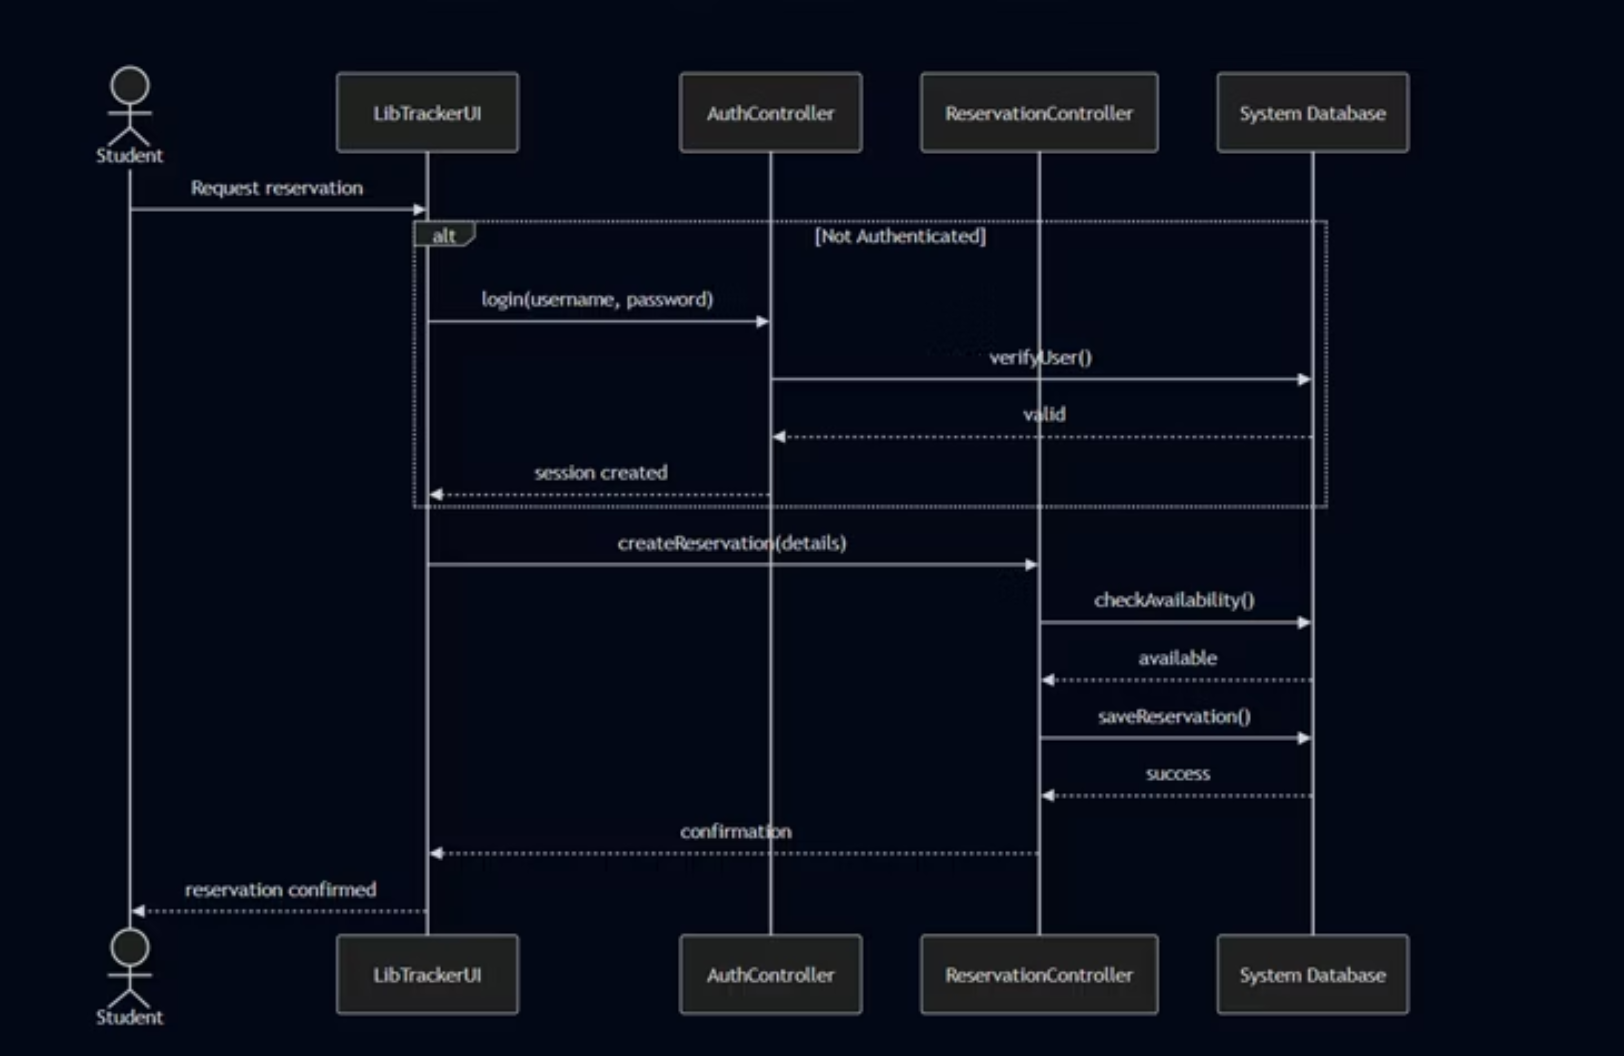 Student
LibTrackerUI
AuthController
ReservationController
System Database
Request reservation
alt
[Not Authenticated]
login(username, password)
verifyUser()
valid
session created
createReservation(details)
checkAvailability()
available
saveReservation()
success
confirmation
reservation confirmed
Student
LibTrackerUI
AuthController
ReservationController
System Database